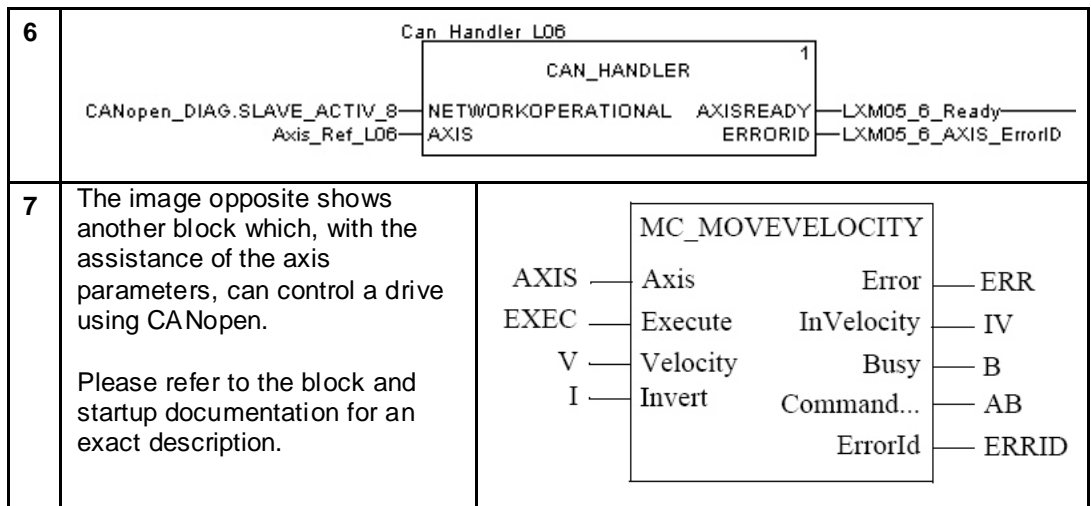 6
Can_Handler_L06
1
CAN_HANDLER
CANopen_DIAG.SLAVE_ACTIV_8 NETWORKOPERATIONAL AXISREADY LXM05_6_Ready
Axis_Ref_L06 AXIS ERRORID LXM05_6_AXIS_ErrorID
7
The image opposite shows
another block which, with the
assistance of the axis
parameters, can control a drive
using CANopen.
Please refer to the block and
startup documentation for an
exact description.
MC_MOVEVELOCITY
AXIS Axis Error ERR
EXEC Execute InVelocity IV
V Velocity Busy B
I Invert Command... AB
ErrorId ERRID